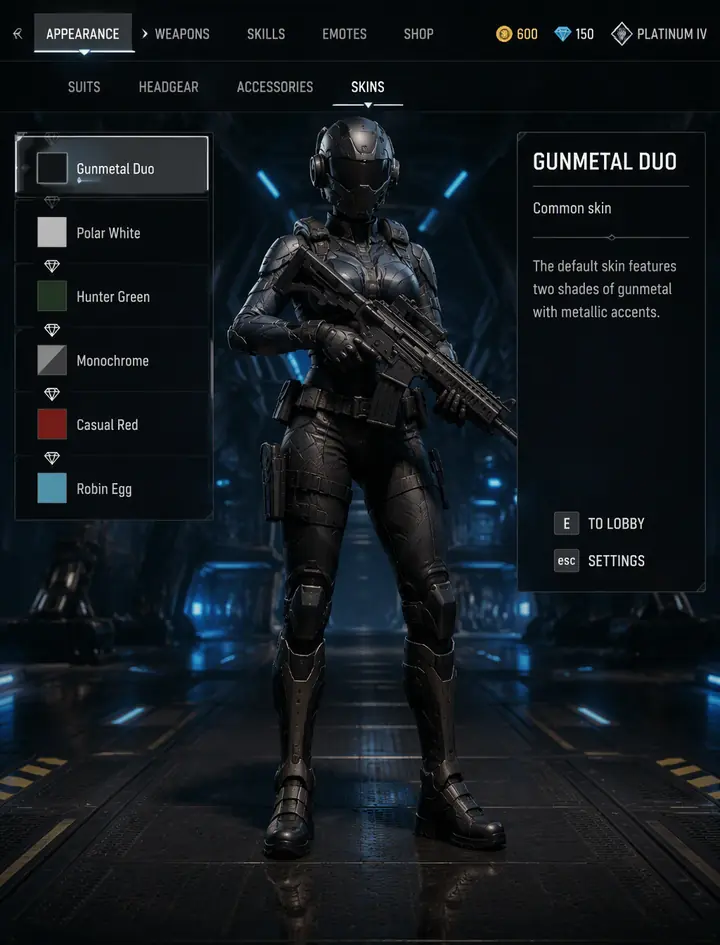 APPEARANCE
WEAPONS
SKILLS
EMOTES
SHOP
600
150
PLATINUM IV
SUITS
HEADGEAR
ACCESSORIES
SKINS
Gunmetal Duo
Polar White
Hunter Green
Monochrome
Casual Red
Robin Egg
GUNMETAL DUO
Common skin
The default skin features
two shades of gunmetal
with metallic accents.
E TO LOBBY
esc SETTINGS